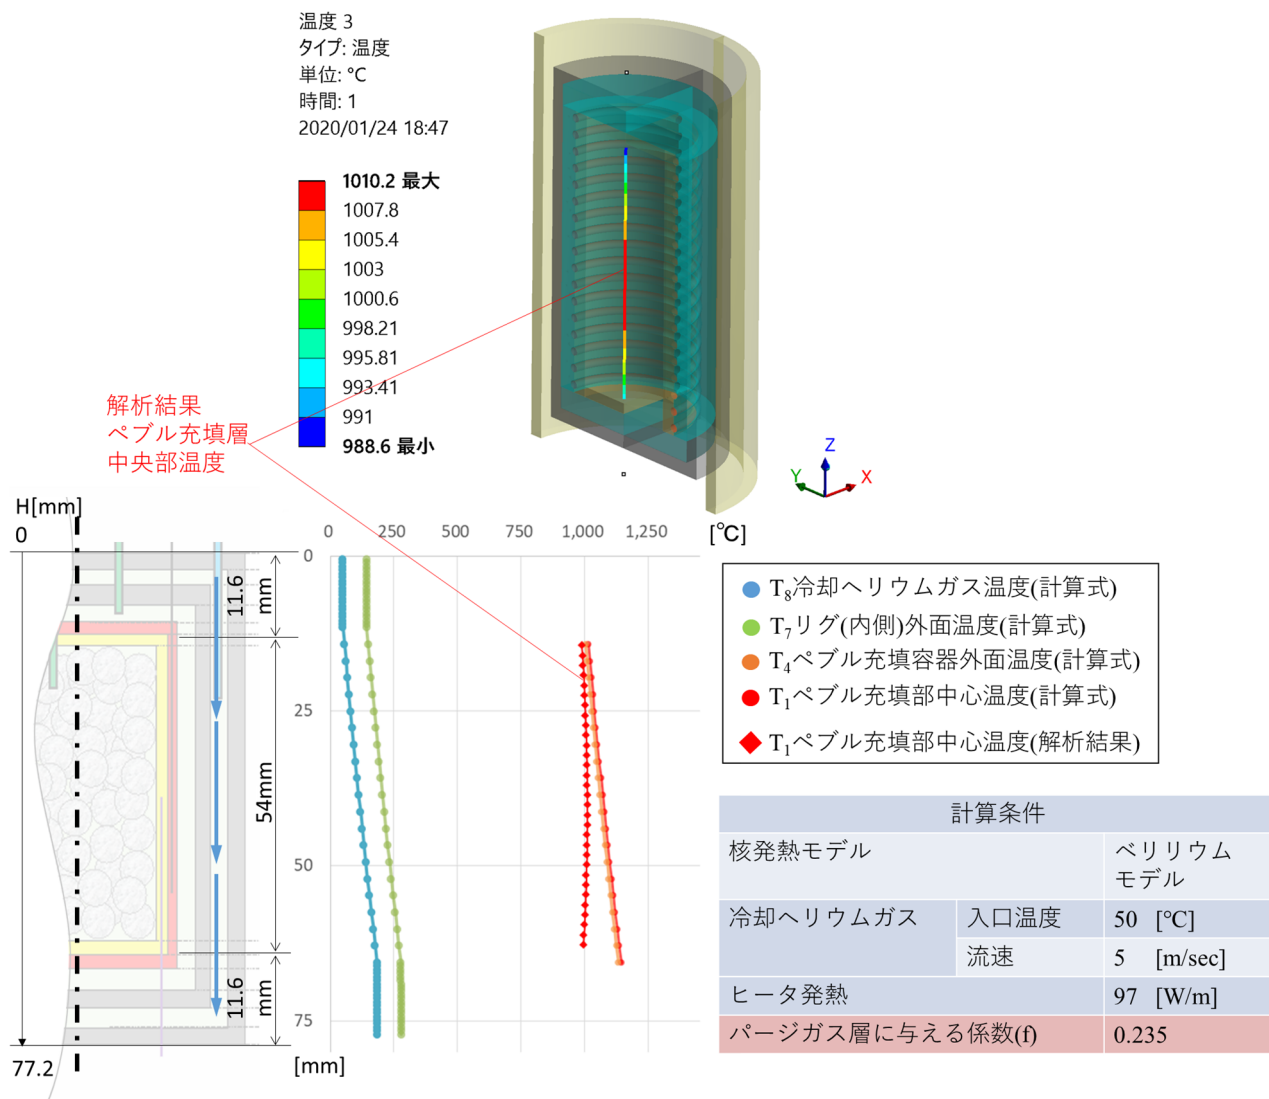 温度 3
タイプ: 温度
単位: °C
時間: 1
2020/01/24 18:47
1010.2 最大
1007.8
1005.4
1003
1000.6
998.21
995.81
993.41
991
988.6 最小
Z
Y
X
解析結果
ペブル充填層
中央部温度
H[mm]
0
11.6
mm
54mm
11.6
mm
77.2
0
250
500
750
1,000
1,250
[℃]
0
25
50
75
[mm]
T₈冷却ヘリウムガス温度(計算式)
T₇リグ(内側)外面温度(計算式)
T₄ペブル充填容器外面温度(計算式)
T₁ペブル充填部中心温度(計算式)
T₁ペブル充填部中心温度(解析結果)
計算条件
核発熱モデル
ベリリウム
モデル
冷却ヘリウムガス
入口温度
50 [℃]
流速
5 [m/sec]
ヒータ発熱
97 [W/m]
パージガス層に与える係数(f)
0.235